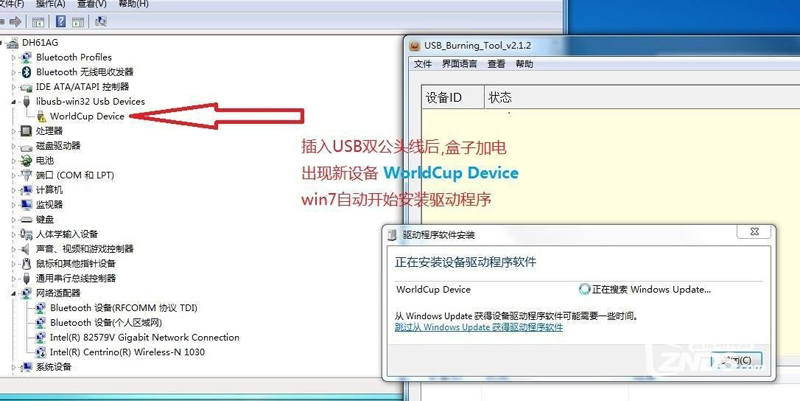 文件(F) 操作(A) 查看(V) 帮助(H)
DH61AG
Bluetooth Profiles
Bluetooth 无线电收发器
IDE ATA/ATAPI 控制器
libusb-win32 Usb Devices
WorldCup Device
处理器
磁盘驱动器
电池
端口 (COM 和 LPT)
计算机
监视器
键盘
人体学输入设备
声音、视频和游戏控制器
鼠标和其他指针设备
通用串行总线控制器
网络适配器
Bluetooth 设备(RFCOMM 协议 TDI)
Bluetooth 设备(个人区域网)
Intel(R) 82579V Gigabit Network Connection
Intel(R) Centrino(R) Wireless-N 1030
系统设备
USB_Burning_Tool_v2.1.2
文件 界面语言 查看 帮助
设备ID 状态
插入USB双公头线后,盒子加电
出现新设备 WorldCup Device
win7自动开始安装驱动程序
驱动程序软件安装
正在安装设备驱动程序软件
WorldCup Device 正在搜索 Windows Update...
从 Windows Update 获得设备驱动程序软件可能需要一些时间。
跳过从 Windows Update 获得驱动程序软件
(C)
ZNDS.com